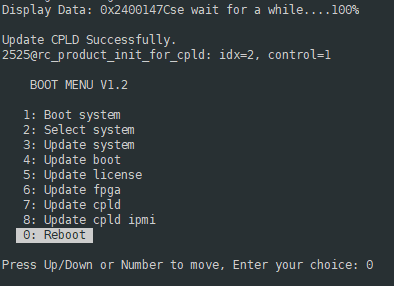 Display Data: 0x2400147Cse wait for a while....100%
Update CPLD Successfully.
2525@rc_product_init_for_cpld: idx=2, control=1
BOOT MENU V1.2
1: Boot system
2: Select system
3: Update system
4: Update boot
5: Update license
6: Update fpga
7: Update cpld
8: Update cpld ipmi
0: Reboot
Press Up/Down or Number to move, Enter your choice: 0